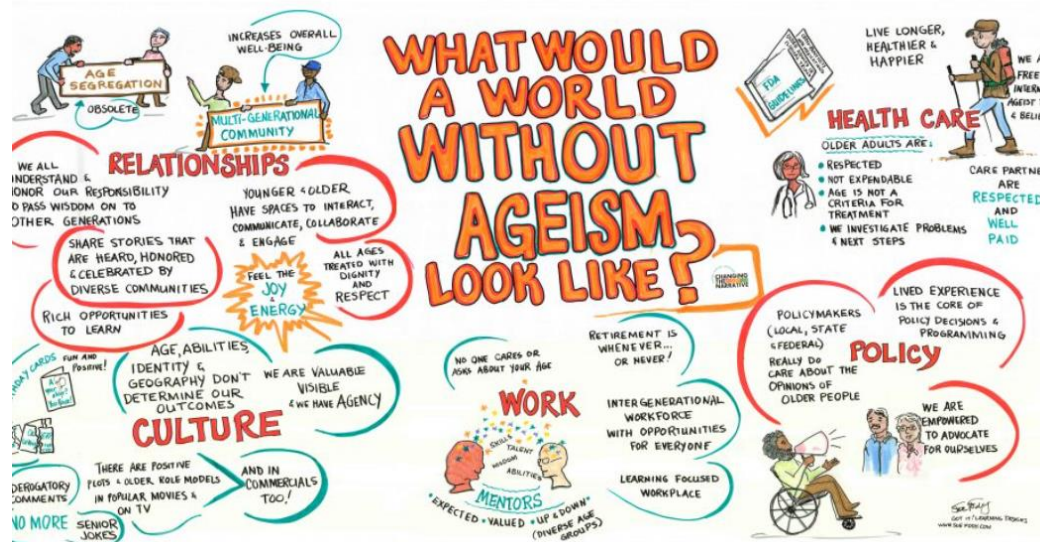 WHAT WOULD
A WORLD
WITHOUT
AGEISM
LOOK LIKE?
CHANGING
THE
NARRATIVE
AGE
SEGREGATION
OBSOLETE
INCREASES OVERALL
WELL-BEING
MULTI-GENERATIONAL
COMMUNITY
RELATIONSHIPS
WE ALL
UNDERSTAND &
HONOR OUR RESPONSIBILITY
PASS WISDOM ON TO
OTHER GENERATIONS
YOUNGER & OLDER
HAVE SPACES TO INTERACT,
COMMUNICATE, COLLABORATE
& ENGAGE
SHARE STORIES THAT
ARE HEARD, HONORED
& CELEBRATED BY
DIVERSE COMMUNITIES
FEEL THE
JOY
&
ENERGY
ALL AGES
TREATED WITH
DIGNITY
AND
RESPECT
RICH OPPORTUNITIES
TO LEARN
CARDS
FUN AND
POSITIVE!
AGE, ABILITIES,
IDENTITY &
GEOGRAPHY DON'T
DETERMINE OUR
OUTCOMES
WE ARE VALUABLE
VISIBLE
& WE HAVE AGENCY
CULTURE
DEROGATORY
COMMENTS
NO MORE
SENIOR
JOKES
THERE ARE POSITIVE
PLOTS & OLDER ROLE MODELS
IN POPULAR MOVIES &
ON TV
AND IN
COMMERCIALS
TOO!
NO ONE CARES OR
ASKS ABOUT YOUR AGE
WORK
RETIREMENT IS
WHENEVER...
OR NEVER!
SKILLS
TALENT
WISDOM
ABILITIES
MENTORS
• EXPECTED • VALUED • UP & DOWN
(DIVERSE AGE
GROUPS)
INTERGENERATIONAL
WORKFORCE
WITH OPPORTUNITIES
FOR EVERYONE
LEARNING FOCUSED
WORKPLACE
FDA
GUIDELINES
LIVE LONGER,
HEALTHIER &
HAPPIER
WE A
FREE
INTERN
AGEIST
& BELIE
HEALTH CARE
OLDER ADULTS ARE:
• RESPECTED
• NOT EXPENDABLE
• AGE IS NOT A
CRITERIA FOR
TREATMENT
• WE INVESTIGATE PROBLEMS
& NEXT STEPS
CARE PARTNE
ARE
RESPECTED
AND
WELL
PAID
POLICYMAKERS
(LOCAL, STATE
& FEDERAL)
REALLY DO
CARE ABOUT THE
OPINIONS OF
OLDER PEOPLE
POLICY
LIVED EXPERIENCE
IS THE CORE OF
POLICY DECISIONS &
PROGRAMMING
WE ARE
EMPOWERED
TO ADVOCATE
FOR OURSELVES